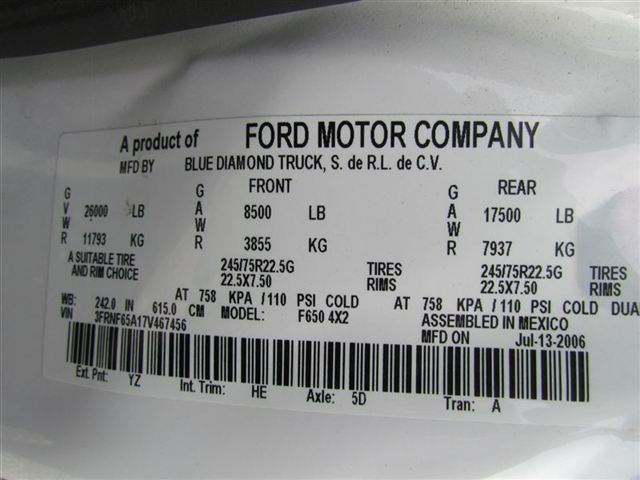 A product of FORD MOTOR COMPANY
MFD BY BLUE DIAMOND TRUCK, S. de R.L. de C.V.
FRONT REAR
GVWR 26000 LB GAWR 8500 LB GAWR 17500 LB
11793 KG 3855 KG 7937 KG
A SUITABLE TIRE 245/75R22.5G TIRES 245/75R22.5G TIRES
AND RIM CHOICE 22.5X7.50 RIMS 22.5X7.50 RIMS
AT 758 KPA /110 PSI COLD AT 758 KPA /110 PSI COLD DUAL
WB: 242.0 IN 615.0 CM MODEL: F650 4X2 ASSEMBLED IN MEXICO
VIN 3FRNF65A17V467456 MFD ON Jul-13-2006
Ext. Pnt: YZ Int. Trim: HE Axle: 5D Tran: A